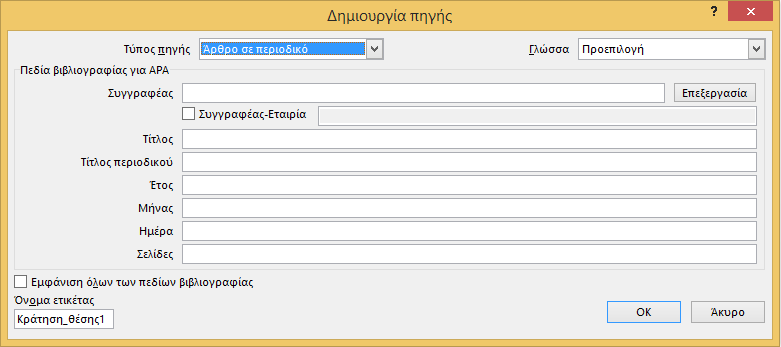 Δημιουργία πηγής
Τύπος πηγής Άρθρο σε περιοδικό Γλώσσα Προεπιλογή
Πεδία βιβλιογραφίας για APA
Συγγραφέας Επεξεργασία
Συγγραφέας-Εταιρία
Τίτλος
Τίτλος περιοδικού
Έτος
Μήνας
Ημέρα
Σελίδες
Εμφάνιση όλων των πεδίων βιβλιογραφίας
Όνομα ετικέτας
Κράτηση_θέσης1 OK Άκυρο